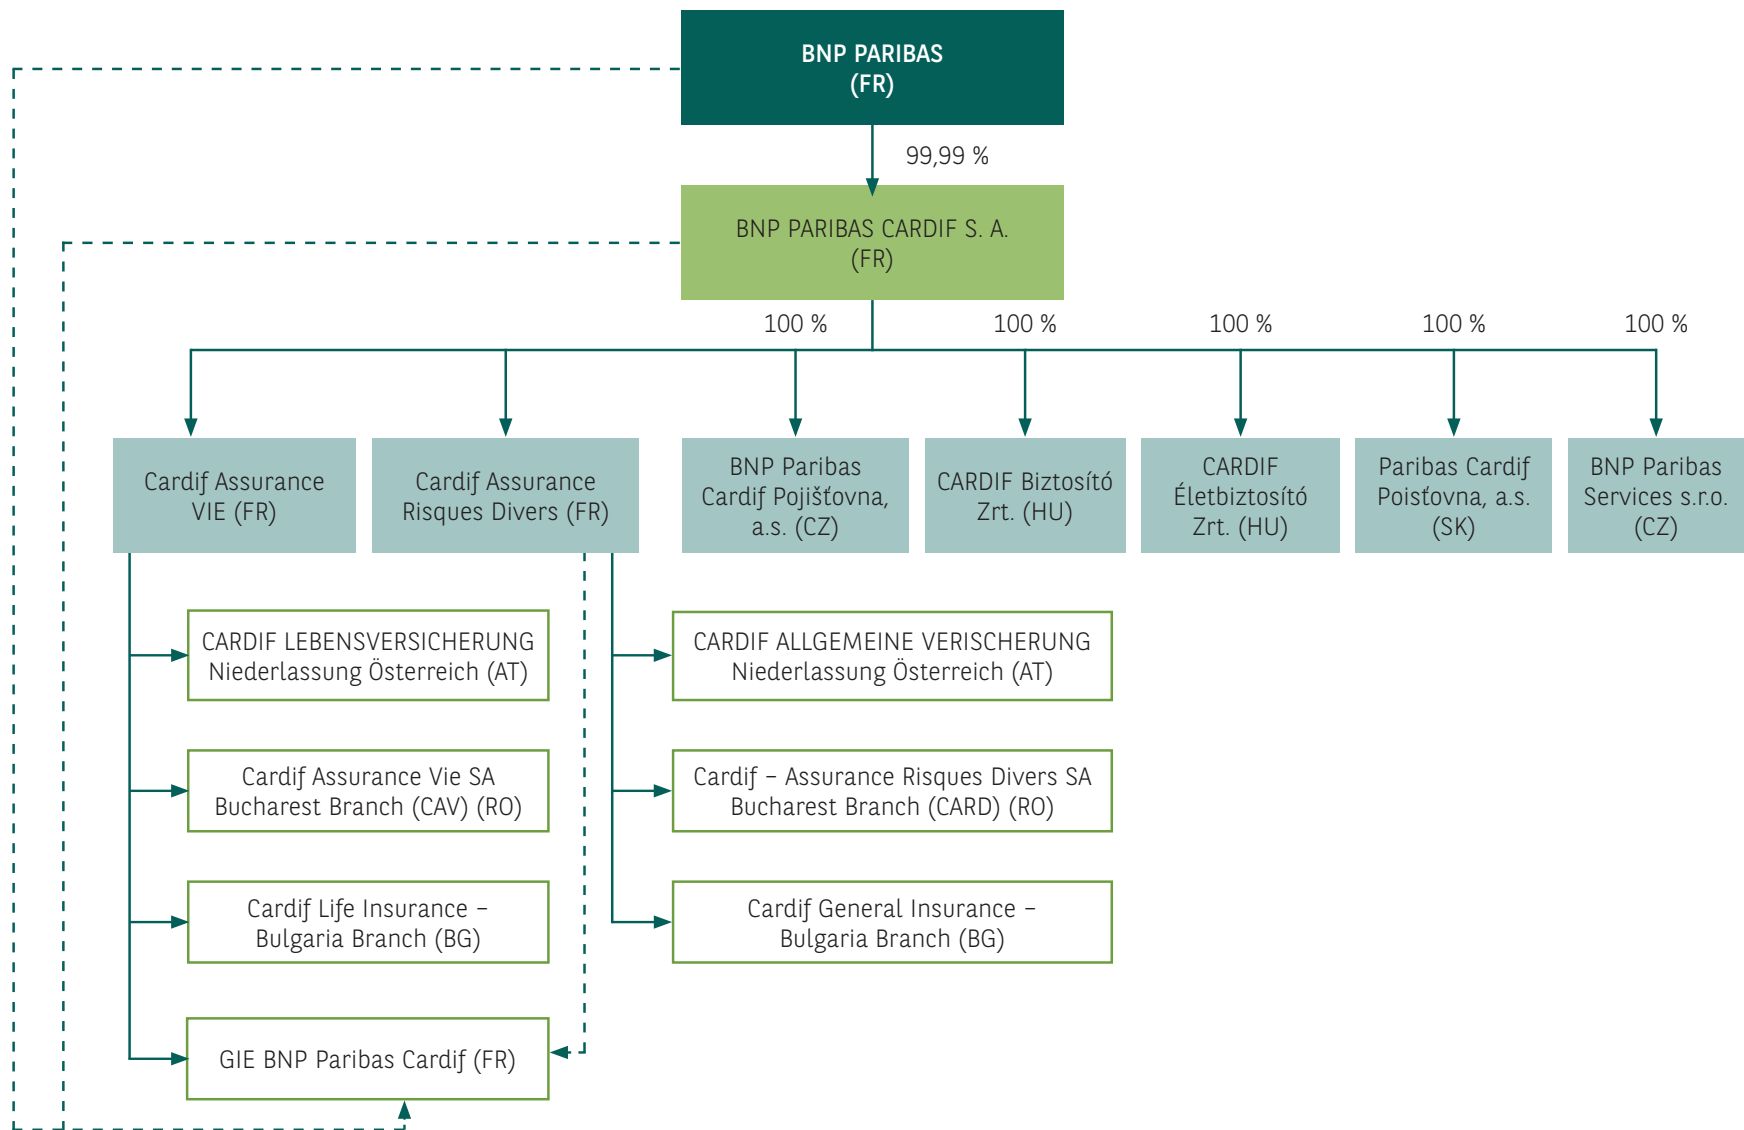 BNP PARIBAS
(FR)
99,99 %
BNP PARIBAS CARDIF S. A.
(FR)
100 %
100 %
100 %
100 %
100 %
Cardif Assurance
VIE (FR)
Cardif Assurance
Risques Divers (FR)
BNP Paribas
Cardif Pojišťovna,
a.s. (CZ)
CARDIF Biztosító
Zrt. (HU)
CARDIF
Életbiztosító
Zrt. (HU)
Paribas Cardif
Poisťovna, a.s.
(SK)
BNP Paribas
Services s.r.o.
(CZ)
CARDIF LEBENSVERSICHERUNG
Niederlassung Österreich (AT)
CARDIF ALLGEMEINE VERISCHERUNG
Niederlassung Österreich (AT)
Cardif Assurance Vie SA
Bucharest Branch (CAV) (RO)
Cardif – Assurance Risques Divers SA
Bucharest Branch (CARD) (RO)
Cardif Life Insurance –
Bulgaria Branch (BG)
Cardif General Insurance –
Bulgaria Branch (BG)
GIE BNP Paribas Cardif (FR)